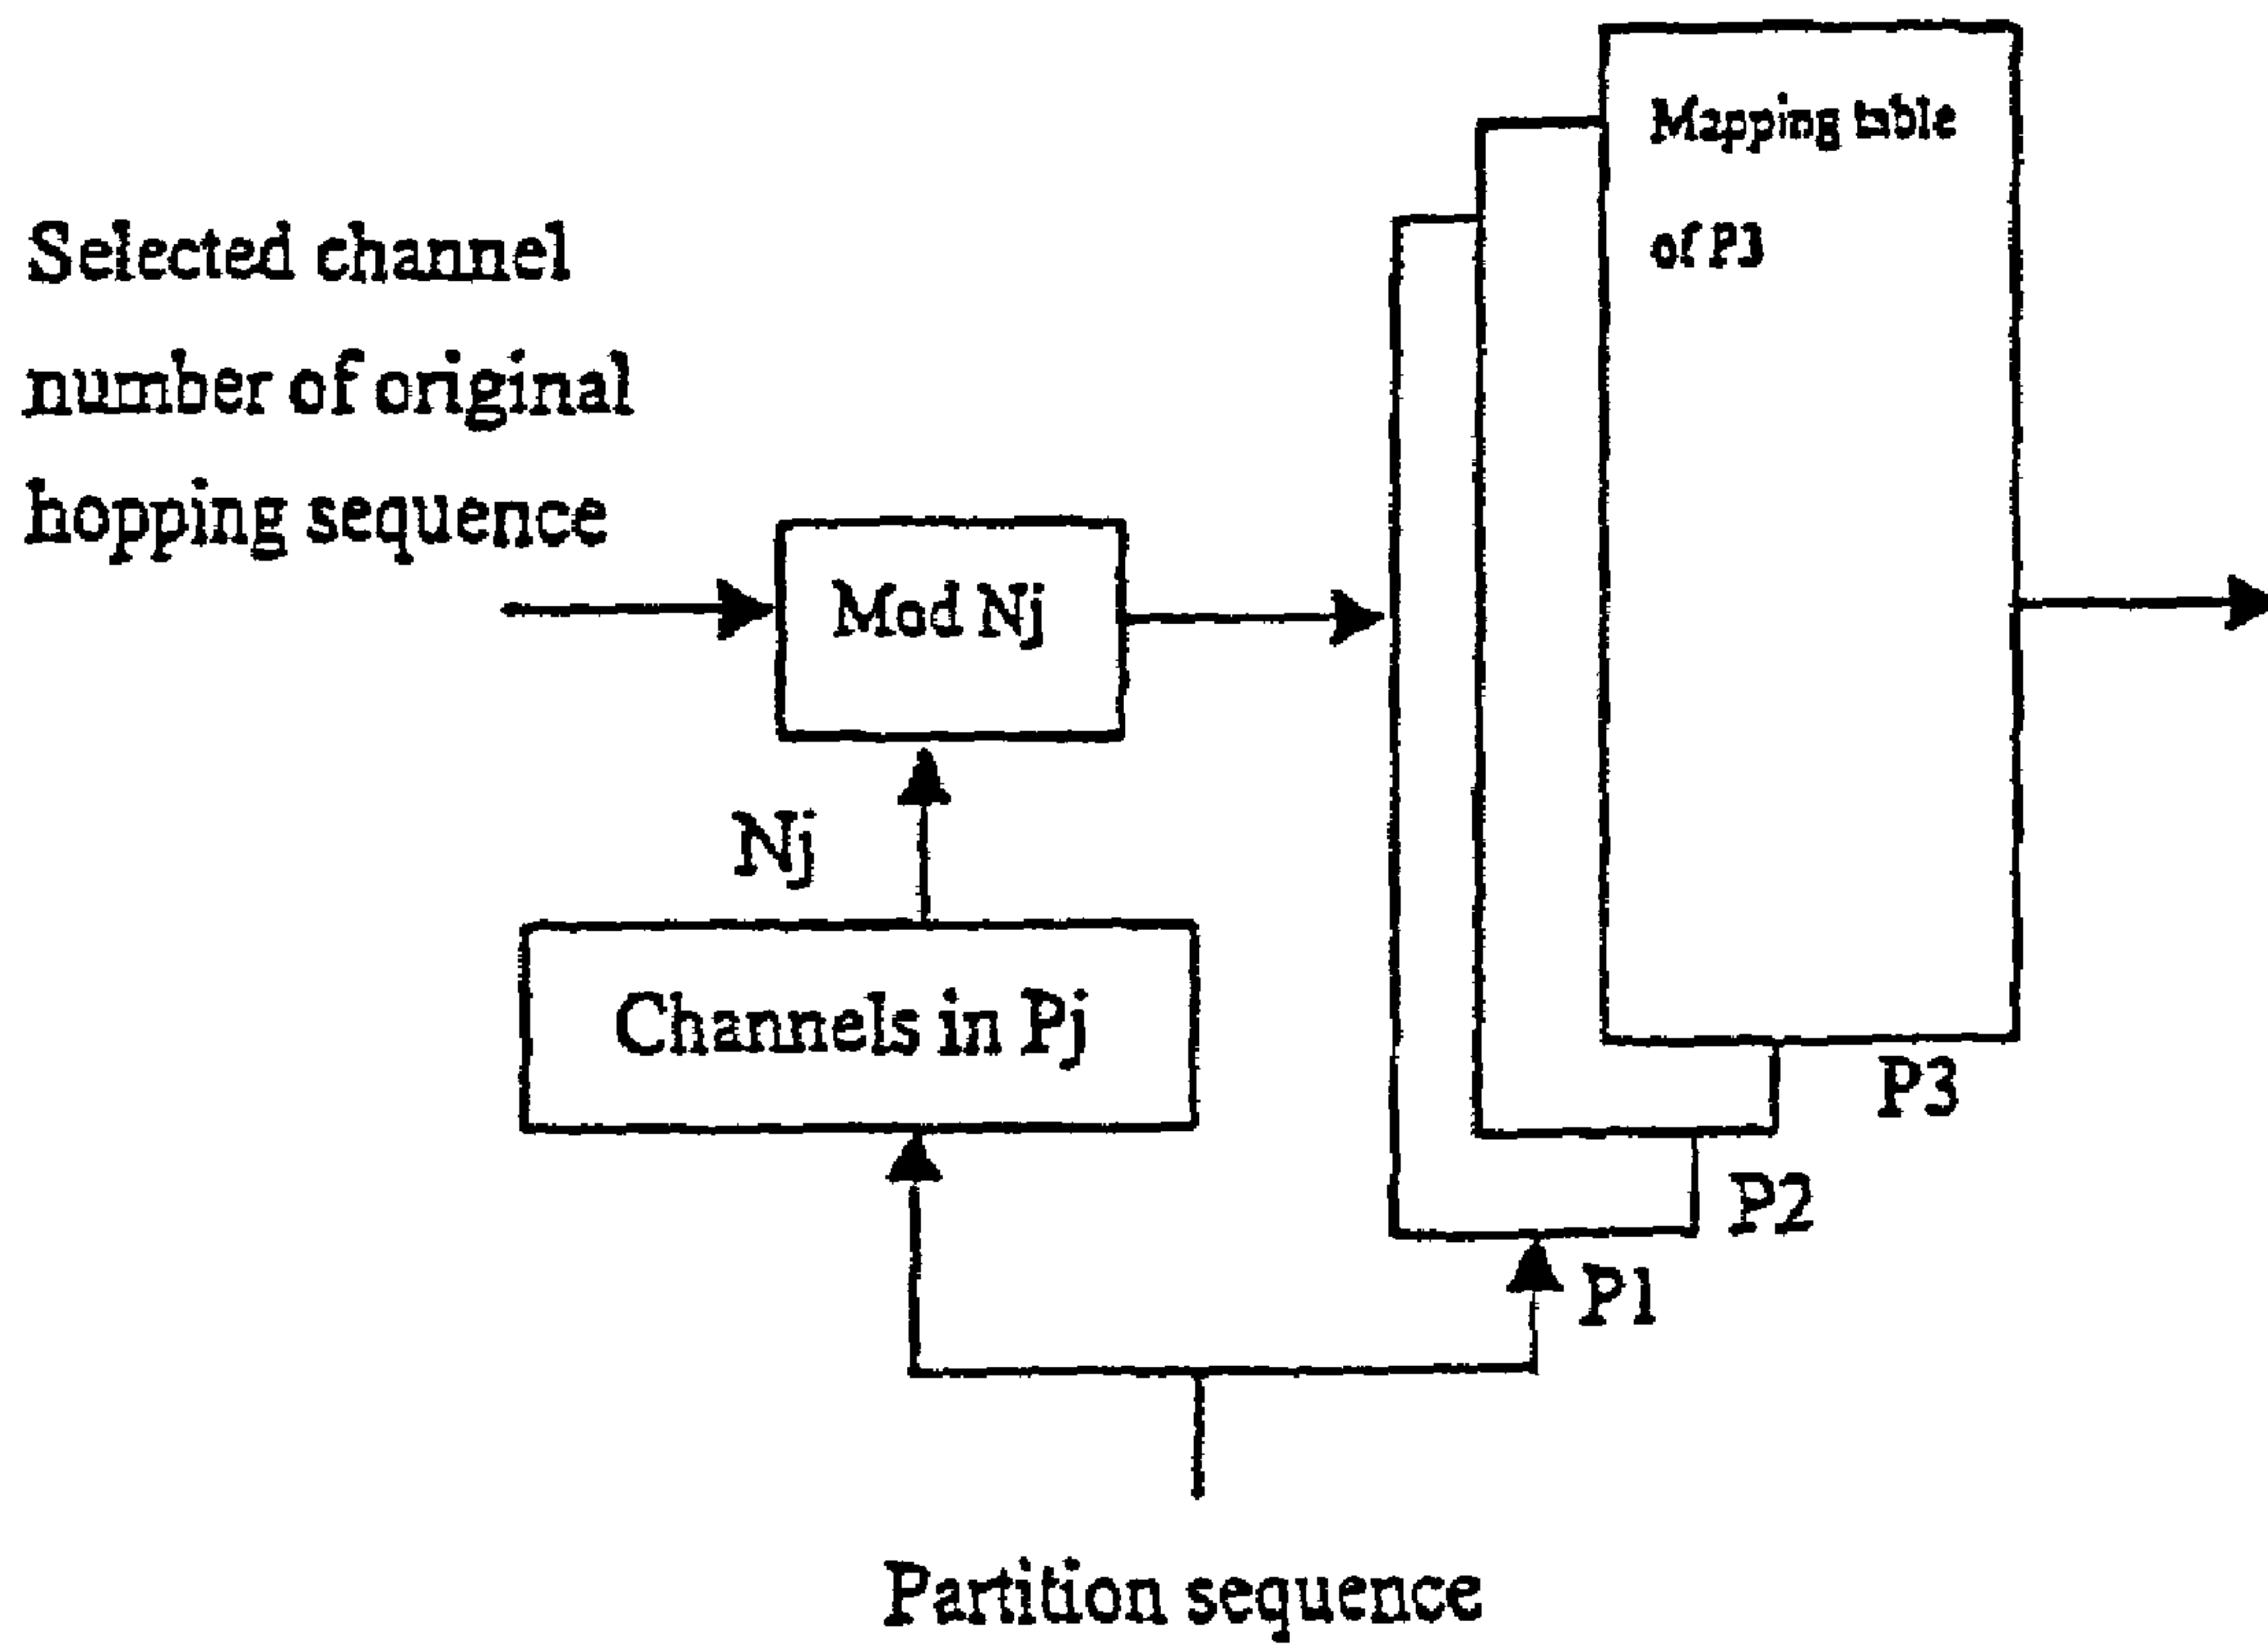 Mapping table
of P3
Selected channel
number of original
hopping sequence
Mod Nj
Nj
Channels in Pj
P3
P2
P1
Partition sequence